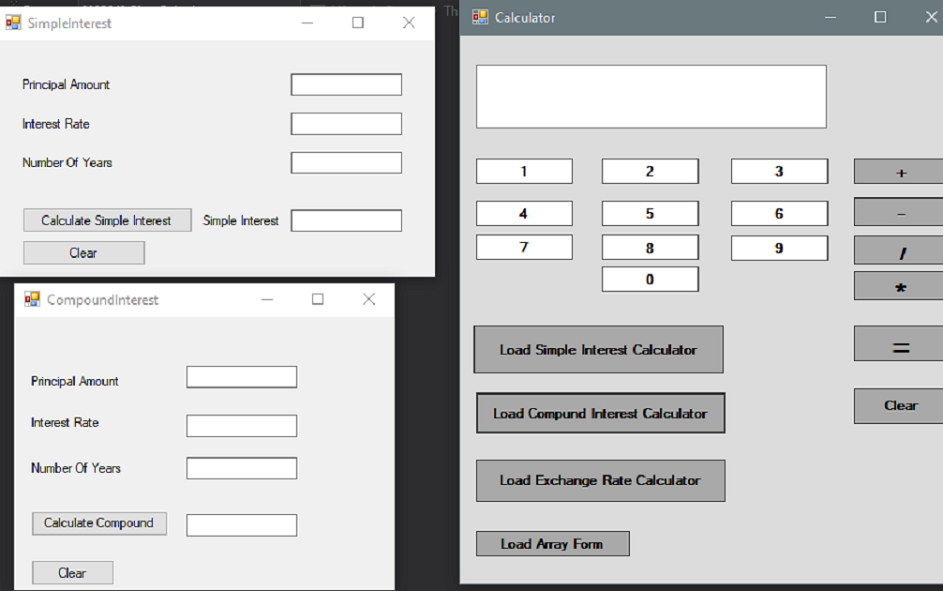 SimpleInterest
Principal Amount
Interest Rate
Number Of Years
Calculate Simple Interest Simple Interest
Clear
CompoundInterest
Principal Amount
Interest Rate
Number Of Years
Calculate Compound
Clear
Th
Calculator
1 2 3 +
4 5 6 -
7 8 9 /
0 *
Load Simple Interest Calculator =
Load Compund Interest Calculator Clear
Load Exchange Rate Calculator
Load Array Form